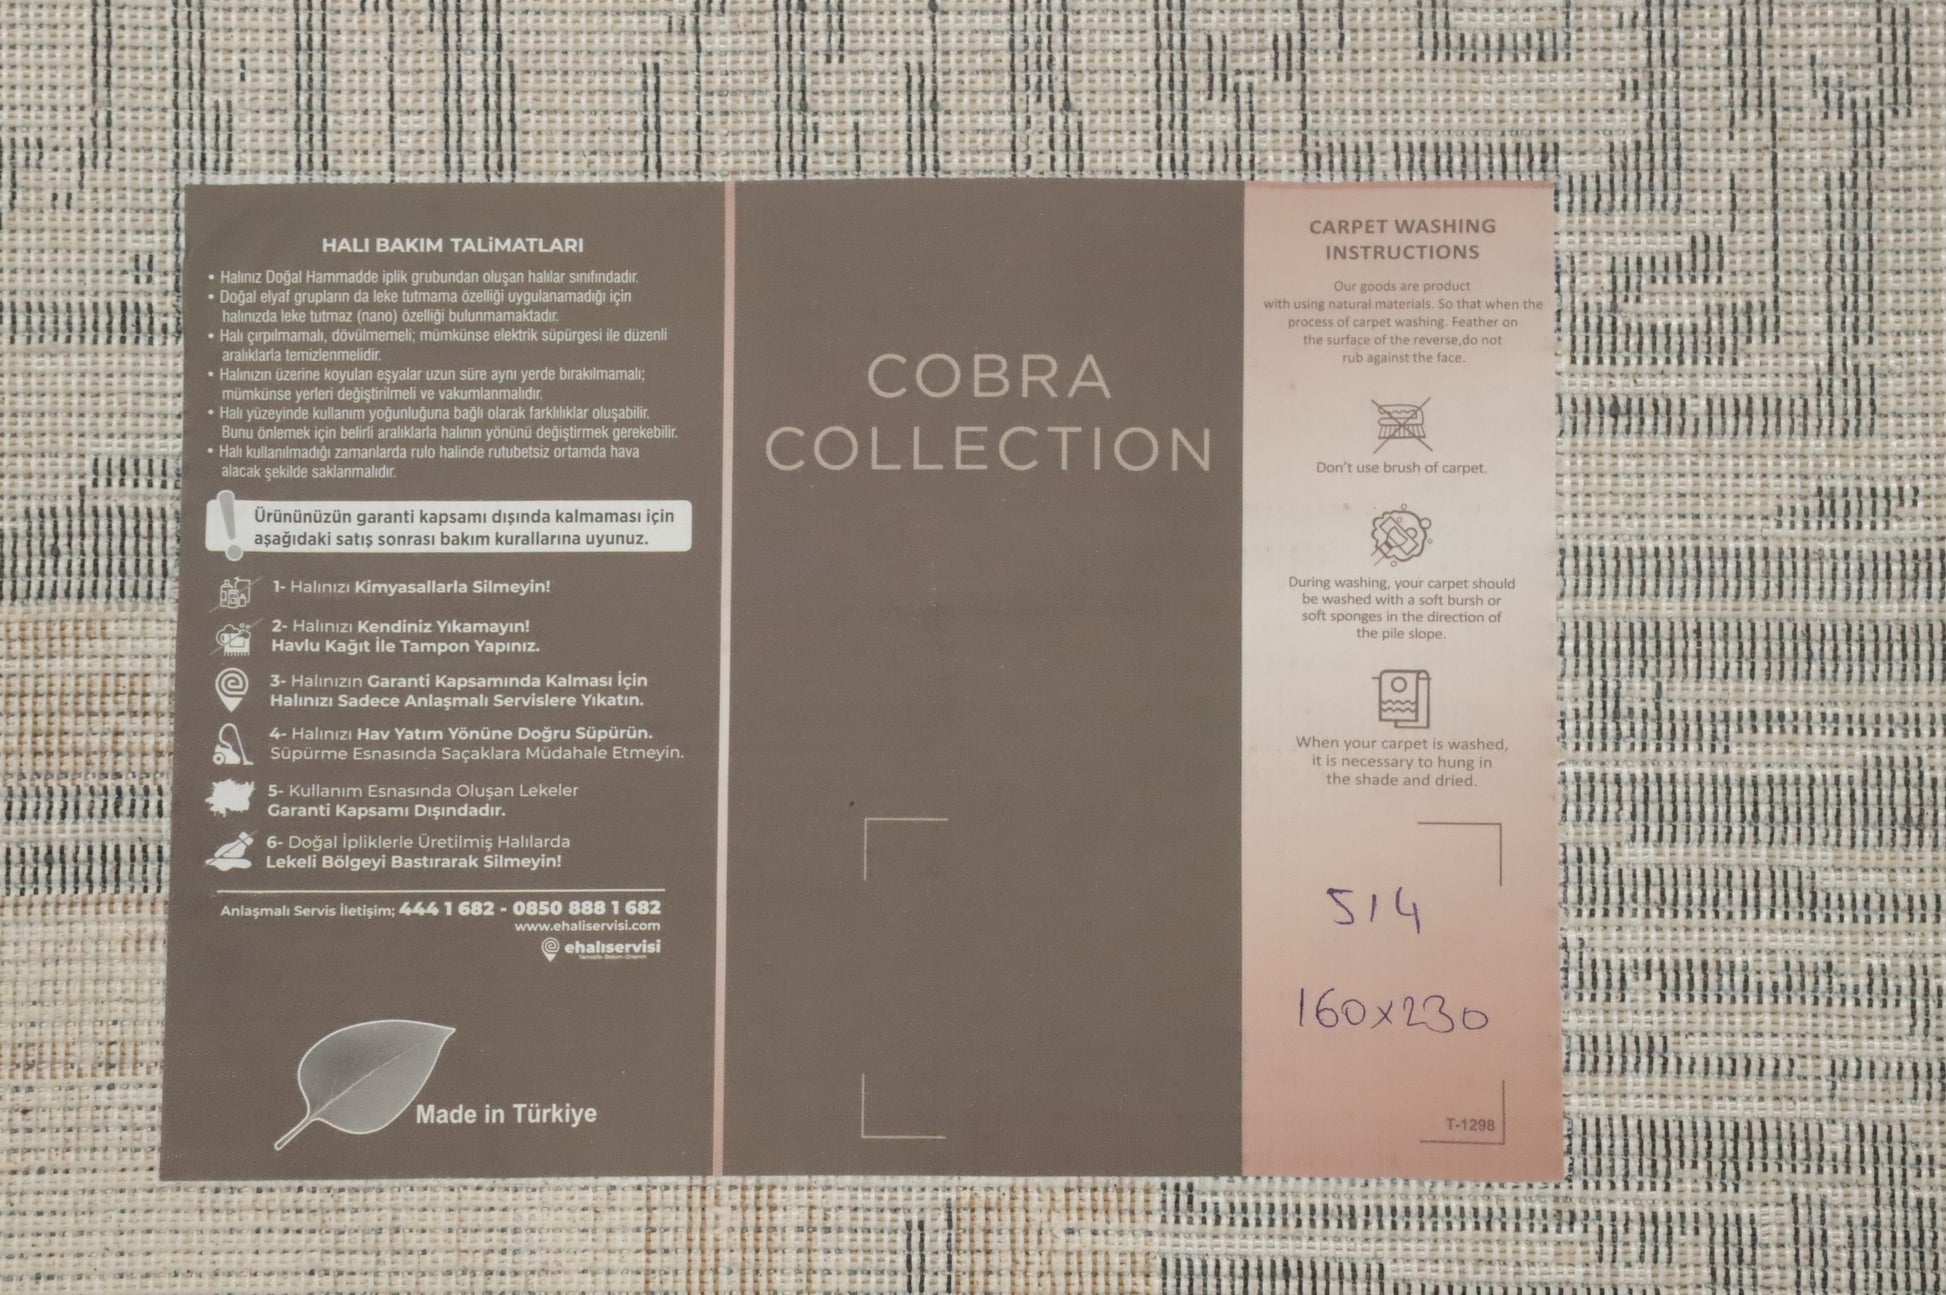 HALI BAKIM TALiMATLARI
• Halınız Doğal Hammadde iplik grubundan oluşan halılar sınıfındadır.
• Doğal elyaf grupların da leke tutmama özelliği uygulanamadığı için
halınızda leke tutmaz (nano) özelliği bulunmamaktadır.
• Halı çırpılmamalı, dövülmemeli; mümkünse elektrik süpürgesi ile düzenli
aralıklarla temizlenmelidir.
• Halınızın üzerine koyulan eşyalar uzun süre aynı yerde bırakılmamalı;
mümkünse yerleri değiştirilmeli ve vakumlanmalıdır.
• Halı yüzeyinde kullanım yoğunluğuna bağlı olarak farklılıklar oluşabilir.
Bunu önlemek için belirli aralıklarla halının yönünü değiştirmek gerekebilir.
• Halı kullanılmadığı zamanlarda rulo halinde rutubetsiz ortamda hava
alacak şekilde saklanmalıdır.
Ürününüzün garanti kapsamı dışında kalmaması için
aşağıdaki satış sonrası bakım kurallarına uyunuz.
1- Halınızı Kimyasallarla Silmeyin!
2- Halınızı Kendiniz Yıkamayın!
Havlu Kağıt İle Tampon Yapınız.
3- Halınızın Garanti Kapsamında Kalması İçin
Halınızı Sadece Anlaşmalı Servislere Yıkatın.
4- Halınızı Hav Yatım Yönüne Doğru Süpürün.
Süpürme Esnasında Saçaklara Müdahale Etmeyin.
5- Kullanım Esnasında Oluşan Lekeler
Garanti Kapsamı Dışındadır.
6- Doğal İpliklerle Üretilmiş Halılarda
Lekeli Bölgeyi Bastırarak Silmeyin!
Anlaşmalı Servis İletişim; 444 1 682 - 0850 888 1 682
www.ehaliservisi.com
ehalıservisi
Temizlik-Bakım-Onarım
Made in Türkiye
COBRA
COLLECTION
CARPET WASHING
INSTRUCTIONS
Our goods are product
with using natural materials. So that when the
process of carpet washing. Feather on
the surface of the reverse,do not
rub against the face.
Don't use brush of carpet.
During washing, your carpet should
be washed with a soft bursh or
soft sponges in the direction of
the pile slope.
When your carpet is washed,
it is necessary to hung in
the shade and dried.
514
160x230
T-1298